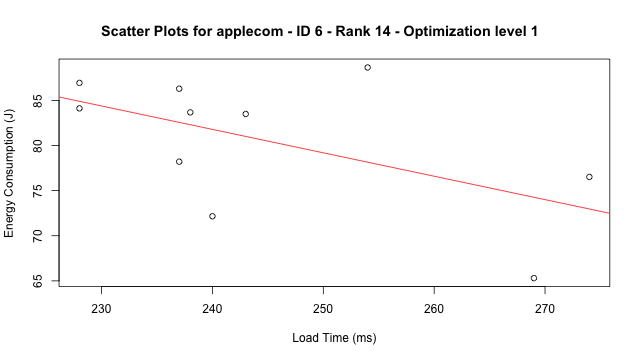 Scatter Plots for applecom - ID 6 - Rank 14 - Optimization level 1
Energy Consumption (J)
85
80
75
70
65
230 240 250 260 270
Load Time (ms)